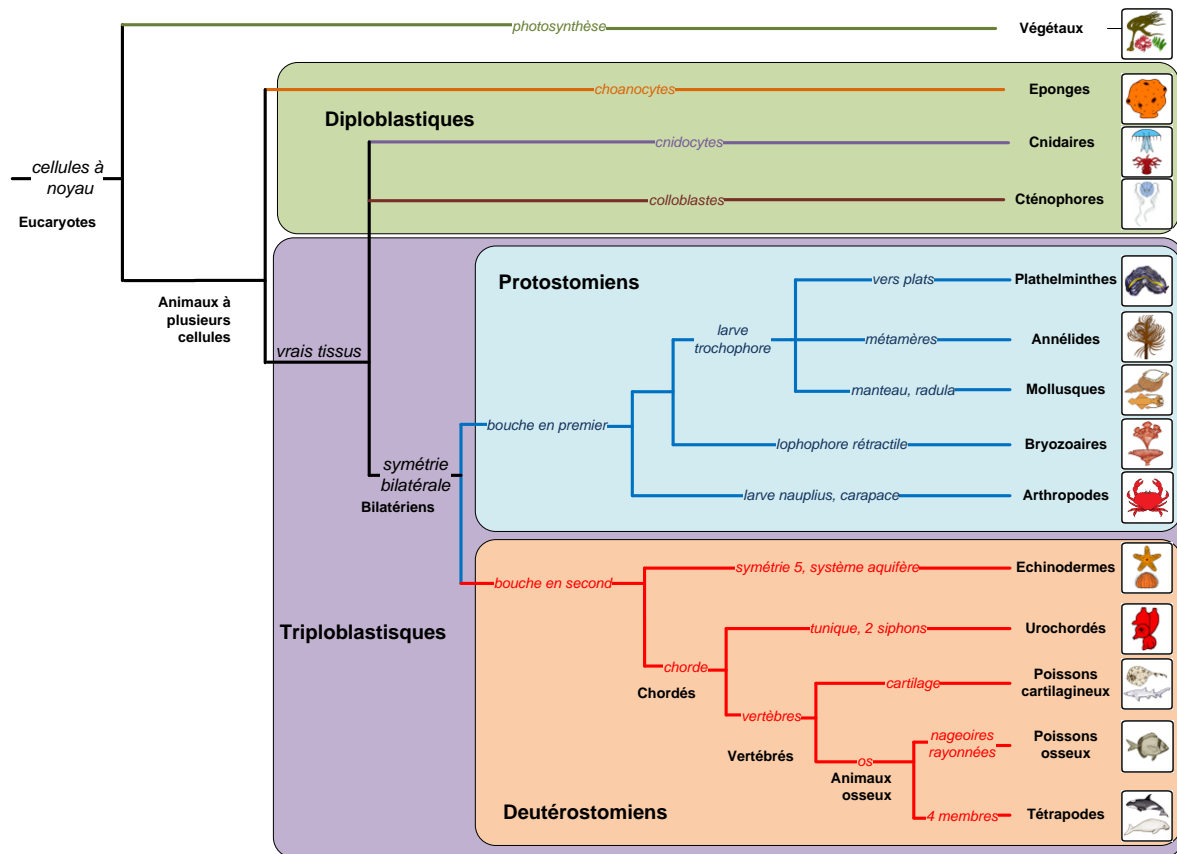 photosynthèse
Végétaux
choanocytes
Eponges
Diploblastiques
cnidocytes
Cnidaires
cellules à
noyau
Eucaryotes
colloblastes
Cténophores
Protostomiens
vers plats
Plathelminthes
Animaux à
plusieurs
cellules
vrais tissus
larve
trochophore
métamères
Annélides
manteau, radula
Mollusques
bouche en premier
lophophore rétractile
Bryozoaires
symétrie
bilatérale
Bilatériens
larve nauplius, carapace
Arthropodes
bouche en second
symétrie 5, système aquifère
Echinodermes
Triploblastisques
tunique, 2 siphons
Urochordés
chorde
Chordés
cartilage
Poissons
cartilagineux
vertèbres
Vertébrés
nageoires
rayonnées
Poissons
osseux
os
Animaux
osseux
Deutérostomiens
4 membres
Tétrapodes